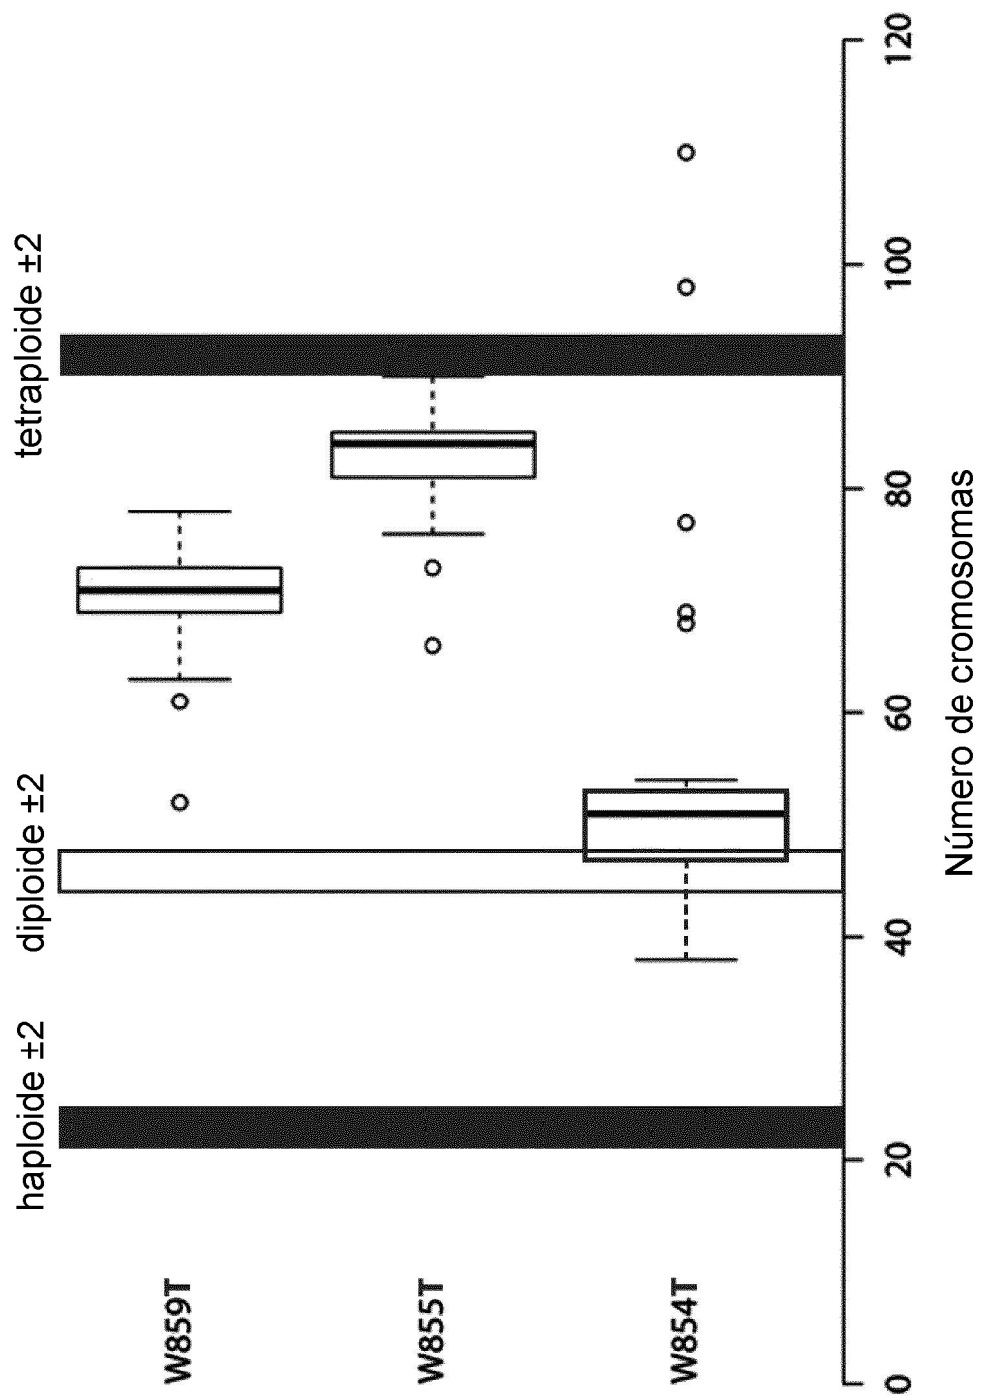 haploide ±2
diploide ±2
tetraploide ±2
W859T
W855T
W854T
0
20
40
60
80
100
120
Número de cromosomas